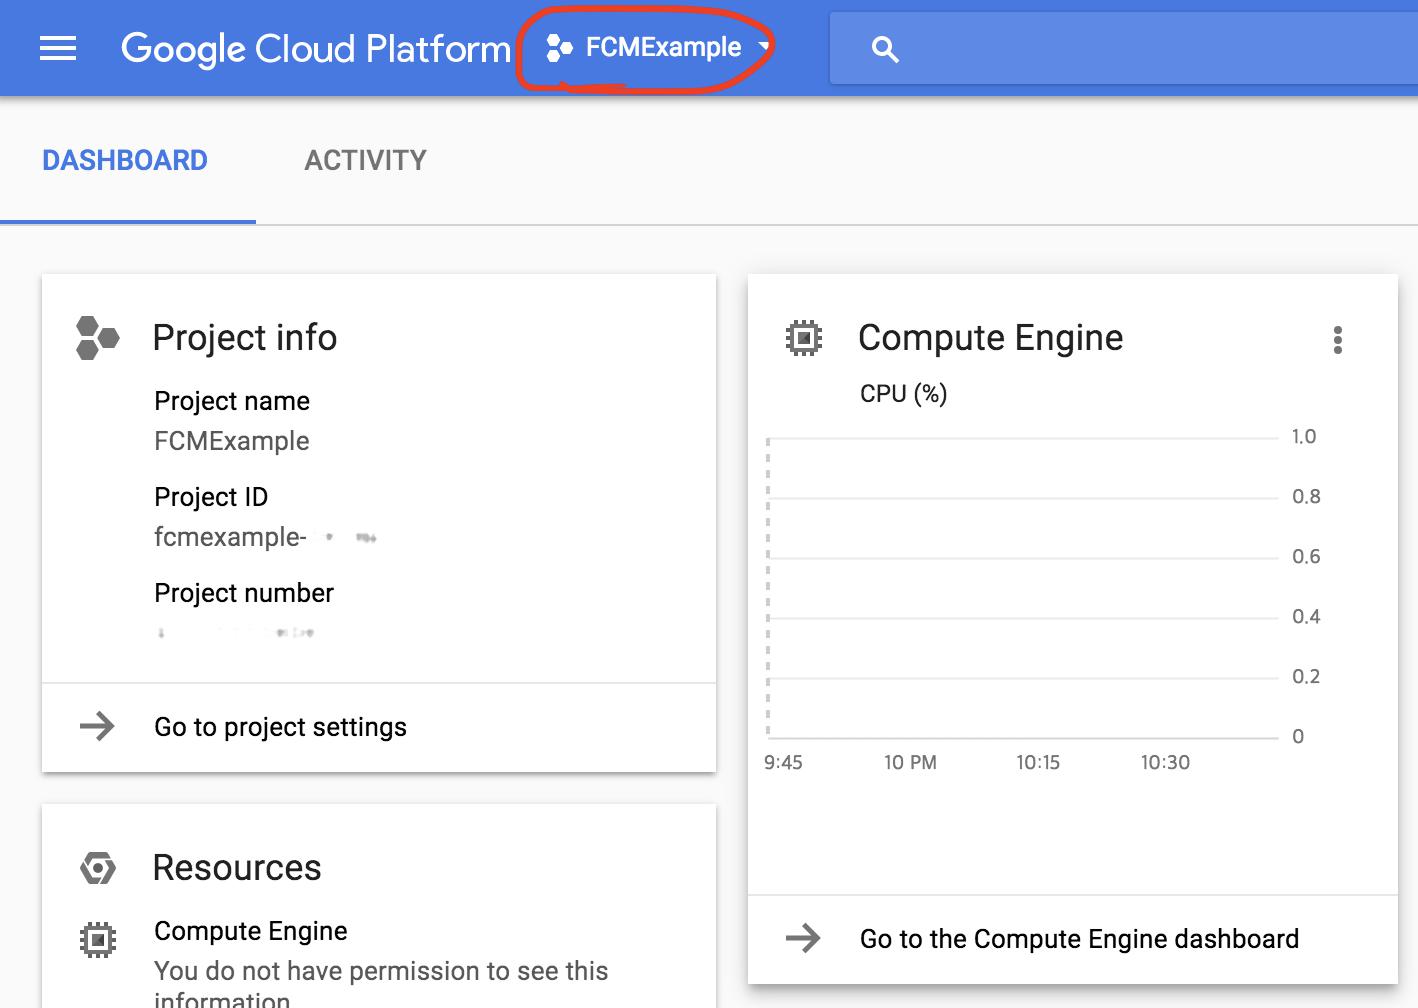 Google Cloud Platform FCMExample
DASHBOARD ACTIVITY
Project info
Project name
FCMExample
Project ID
fcmexample-
Project number
Go to project settings
Resources
Compute Engine
You do not have permission to see this
information
Compute Engine
CPU (%)
1.0
0.8
0.6
0.4
0.2
0
9:45 10 PM 10:15 10:30
Go to the Compute Engine dashboard